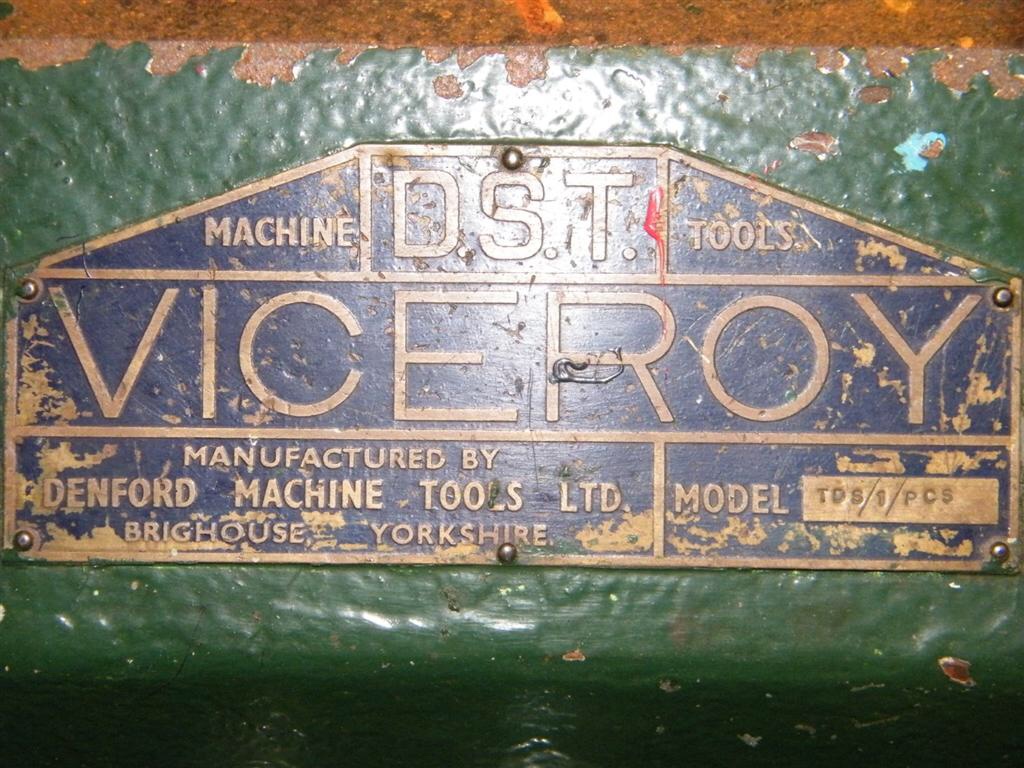 MACHINE D.S.T. TOOLS
VICEROY
MANUFACTURED BY
DENFORD MACHINE TOOLS LTD.
BRIGHOUSE, YORKSHIRE.
MODEL TDS/1/PCS